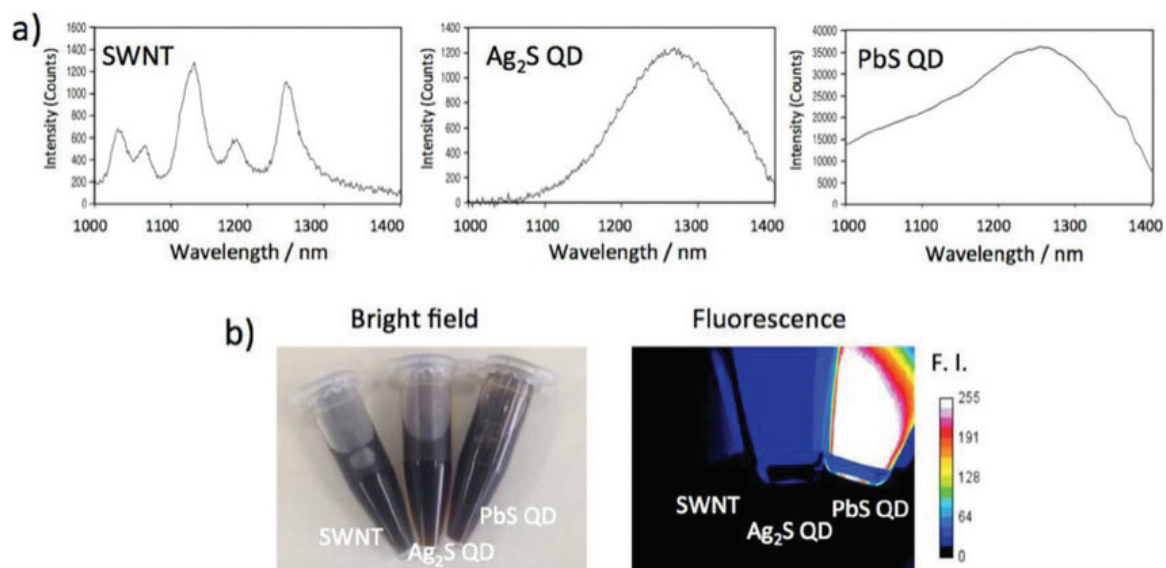 a)
SWNT
Intensity (Counts)
1600
1400
1200
1000
800
600
400
200
0
1000 1100 1200 1300 1400
Wavelength / nm
Ag₂S QD
Intensity (Counts)
1400
1200
1000
800
600
400
200
0
1000 1100 1200 1300 1400
Wavelength / nm
PbS QD
Intensity (Counts)
40000
35000
30000
25000
20000
15000
10000
5000
0
1000 1100 1200 1300 1400
Wavelength / nm
b)
Bright field
SWNT
Ag₂S QD
PbS QD
Fluorescence
SWNT
Ag₂S QD
PbS QD
F. I.
255
191
128
64
0